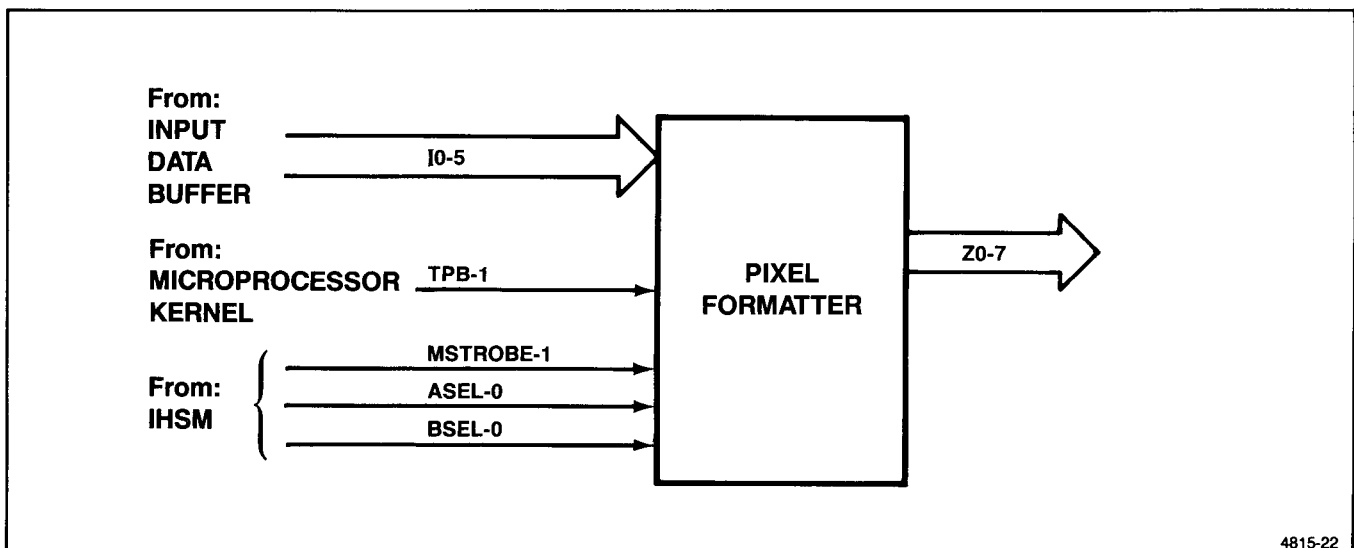 From:
INPUT
DATA
BUFFER
I0-5
From:
MICROPROCESSOR
KERNEL
TPB-1
From:
IHSM
MSTROBE-1
ASEL-0
BSEL-0
PIXEL
FORMATTER
Z0-7
4815-22